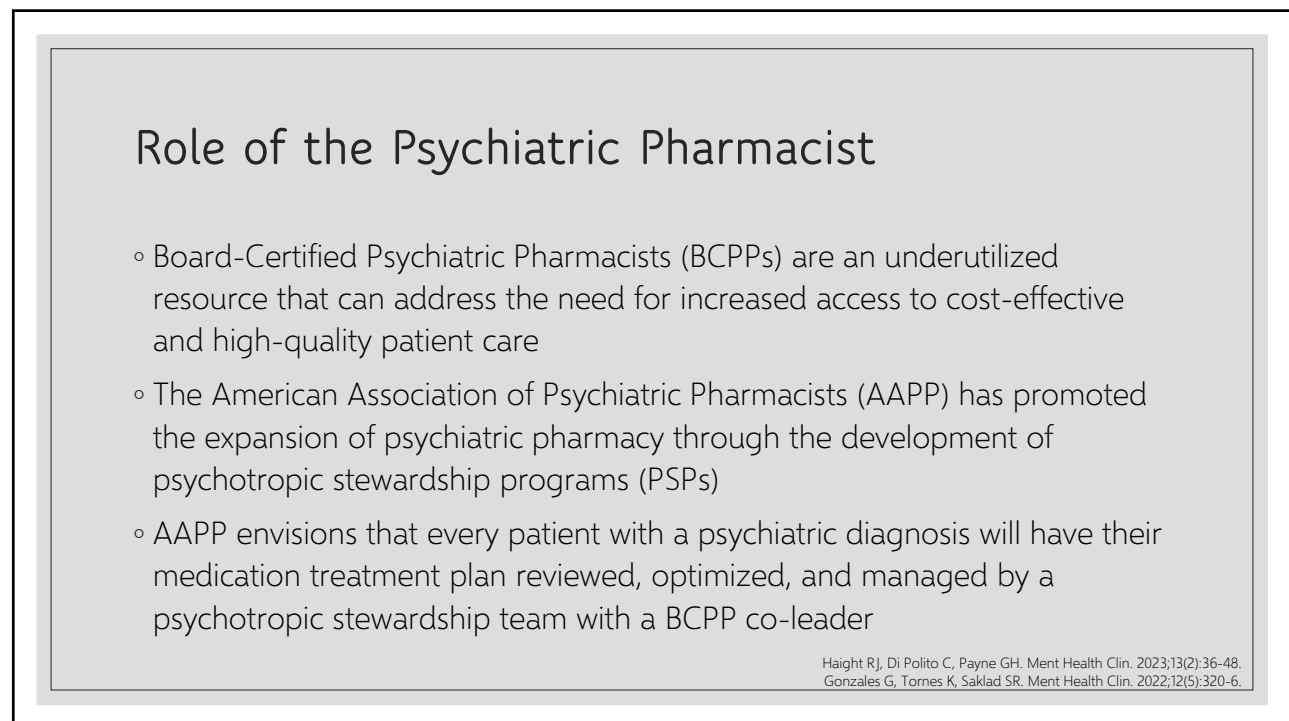 Role of the Psychiatric Pharmacist
◦ Board-Certified Psychiatric Pharmacists (BCPPs) are an underutilized
resource that can address the need for increased access to cost-effective
and high-quality patient care
◦ The American Association of Psychiatric Pharmacists (AAPP) has promoted
the expansion of psychiatric pharmacy through the development of
psychotropic stewardship programs (PSPs)
◦ AAPP envisions that every patient with a psychiatric diagnosis will have their
medication treatment plan reviewed, optimized, and managed by a
psychotropic stewardship team with a BCPP co-leader
Haight RJ, Di Polito C, Payne GH. Ment Health Clin. 2023;13(2):36-48.
Gonzales G, Tornes K, Saklad SR. Ment Health Clin. 2022;12(5):320-6.